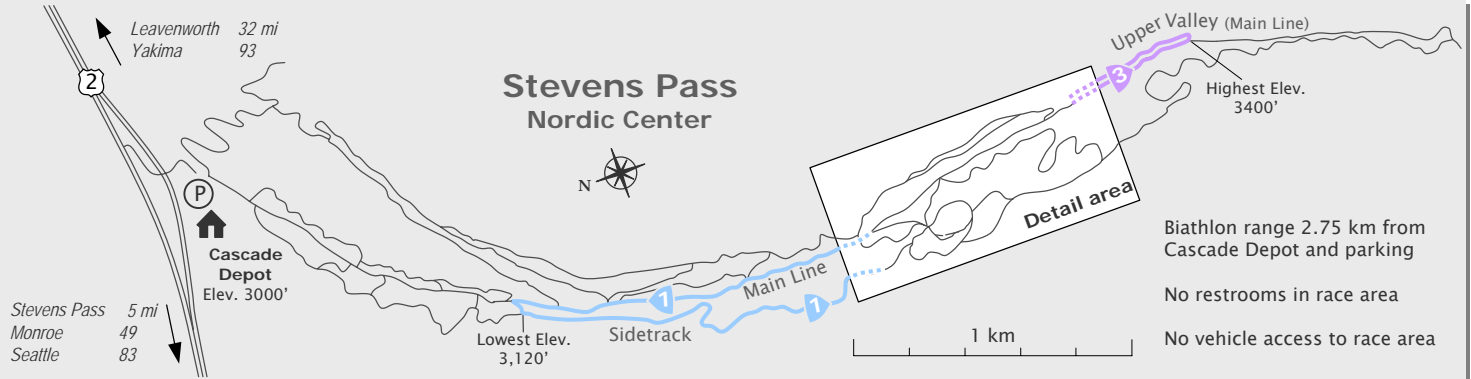 Leavenworth 32 mi
Yakima 93
2
Stevens Pass
Nordic Center
N
P
Cascade
Depot
Elev. 3000’
Stevens Pass 5 mi
Monroe 49
Seattle 83
Lowest Elev.
3,120’
Sidetrack
Main Line
1
1
Upper Valley (Main Line)
3
Highest Elev.
3400’
Detail area
1 km
Biathlon range 2.75 km from
Cascade Depot and parking
No restrooms in race area
No vehicle access to race area